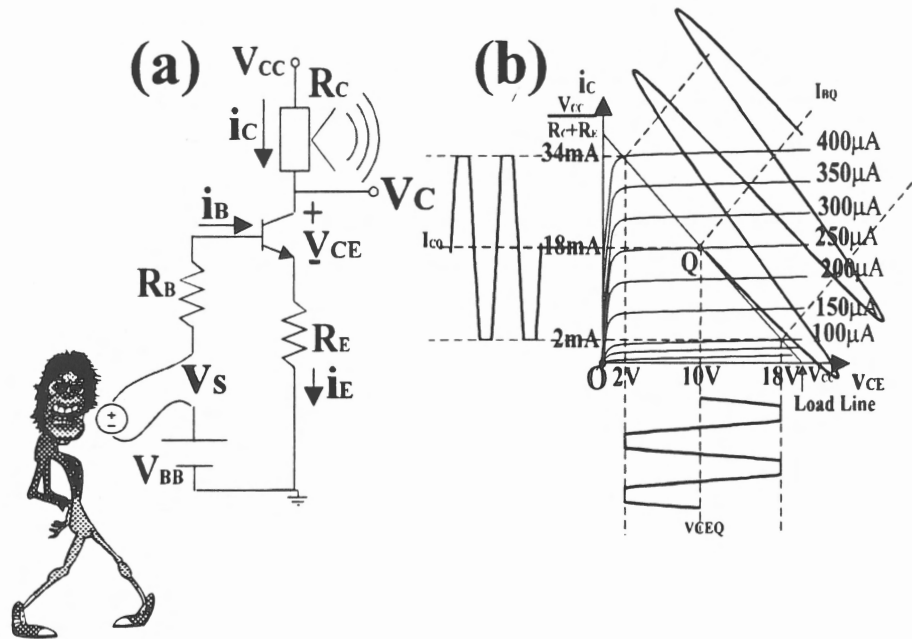 (a)
VCC
RC
iC
VC
iB
+
VCE
-
RB
RE
VS
iE
+
-
VBB
(b)
iC
VCC
RC+RE
IBQ
34mA
400µA
350µA
300µA
250µA
ICQ
18mA
Q
200µA
150µA
100µA
2mA
O
2V
10V
18V
VCC
VCE
Load Line
VCEQ